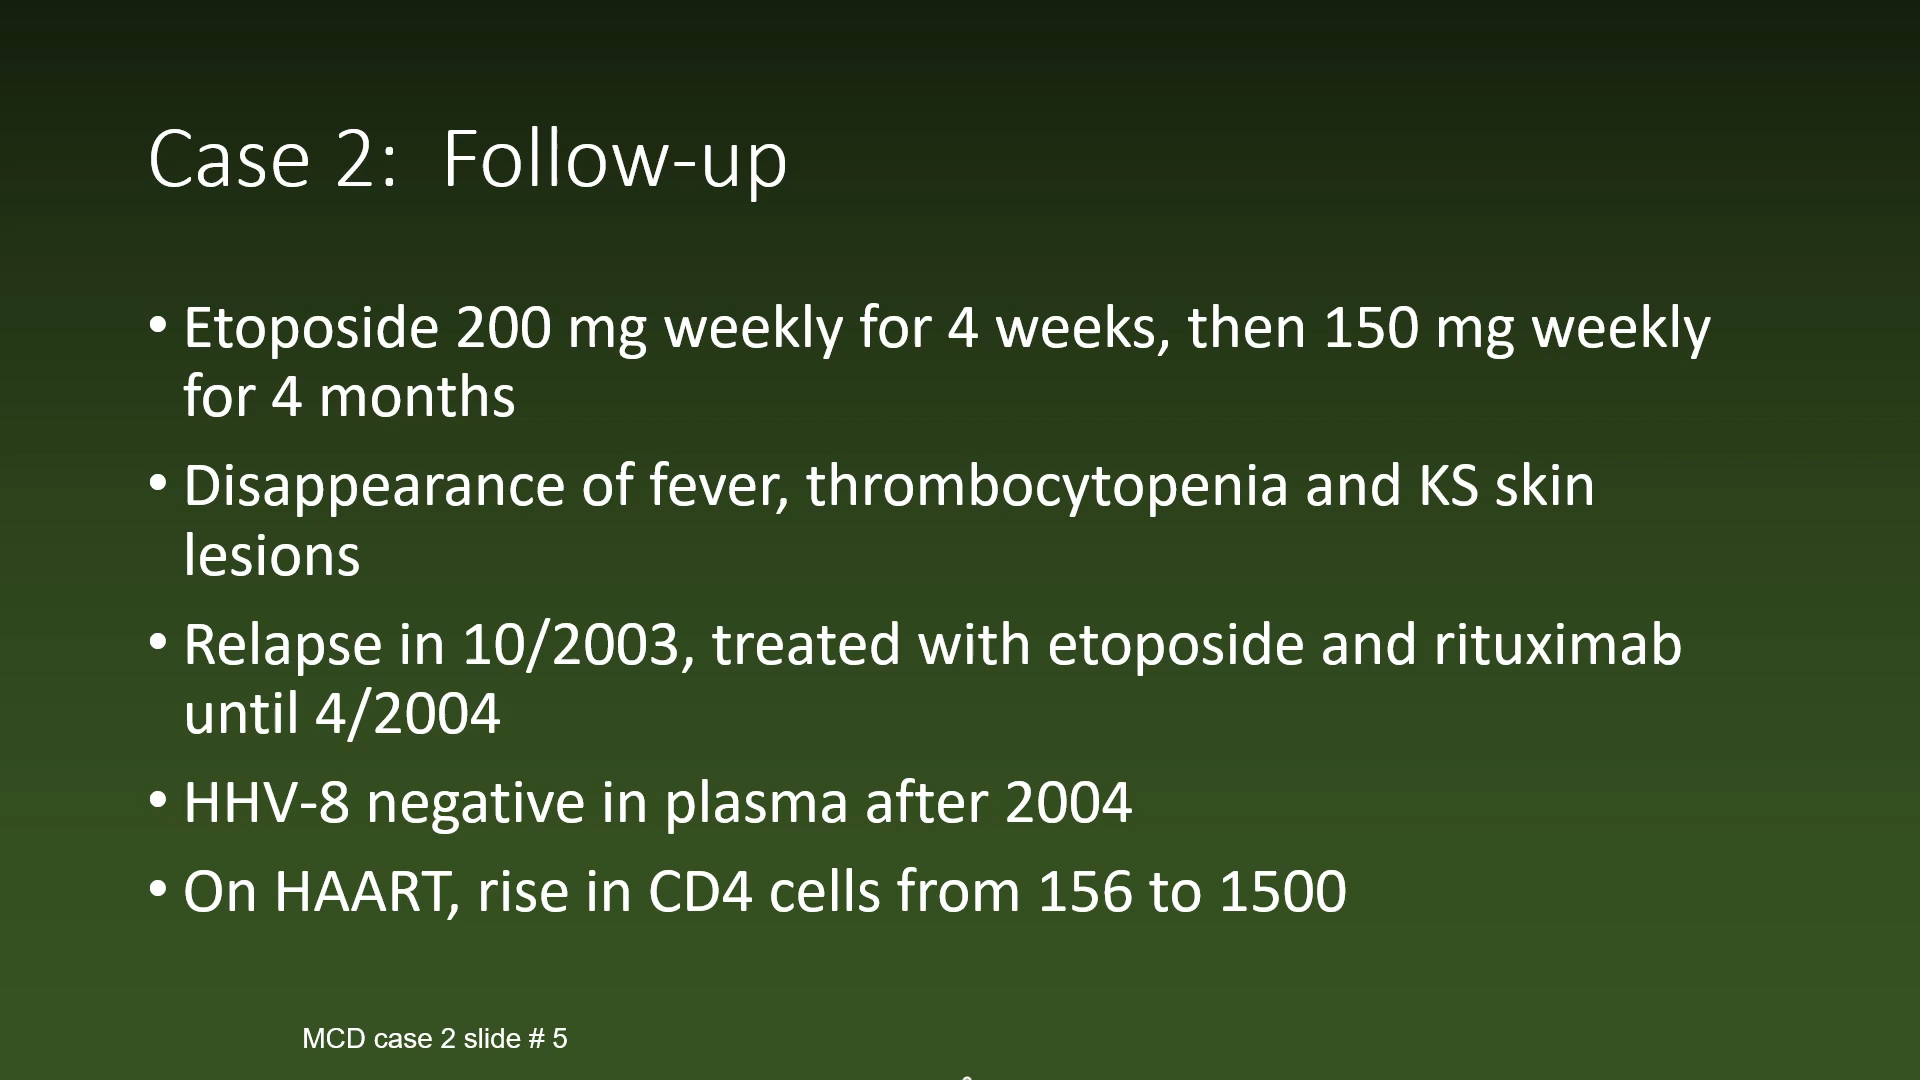 Case 2:  Follow-up
• Etoposide 200 mg weekly for 4 weeks, then 150 mg weekly
for 4 months
• Disappearance of fever, thrombocytopenia and KS skin
lesions
• Relapse in 10/2003, treated with etoposide and rituximab
until 4/2004
• HHV-8 negative in plasma after 2004
• On HAART, rise in CD4 cells from 156 to 1500
MCD case 2 slide # 5